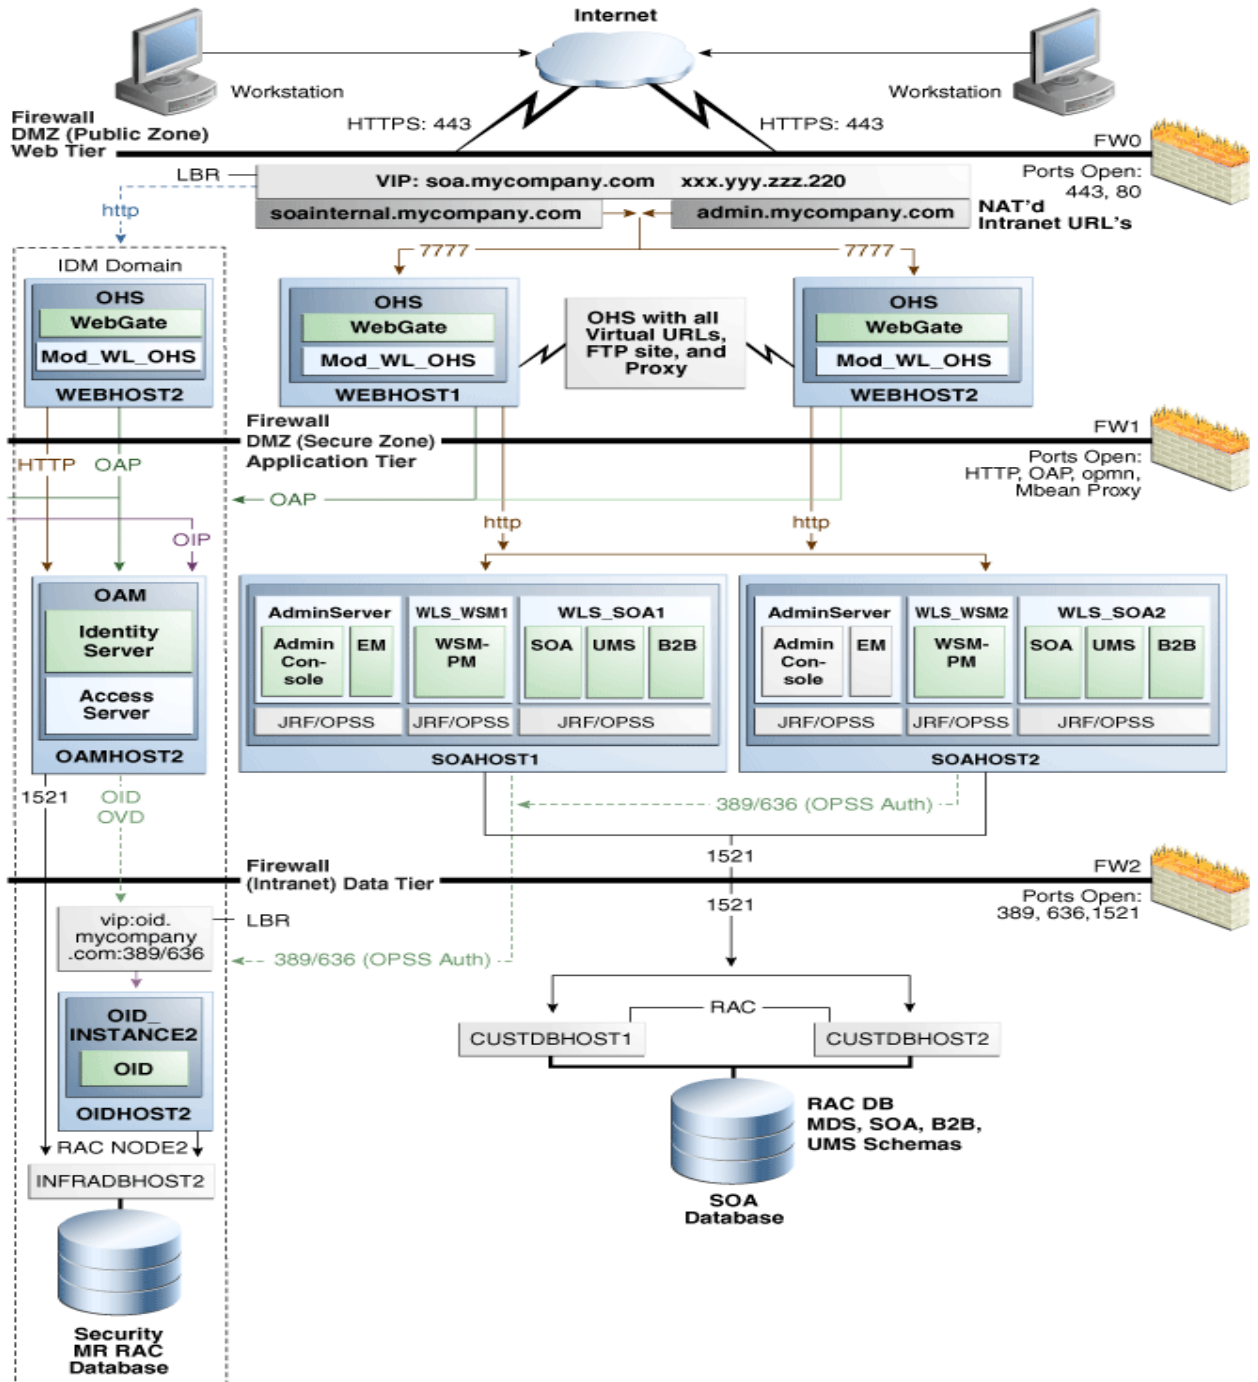 Internet
Workstation
Workstation
Firewall
DMZ (Public Zone)
Web Tier
HTTPS: 443
HTTPS: 443
FW0
Ports Open:
443, 80
LBR
VIP: soa.mycompany.com xxx.yyy.zzz.220
soainternal.mycompany.com
admin.mycompany.com
NAT'd
Intranet URL's
http
7777
7777
IDM Domain
OHS
WebGate
Mod_WL_OHS
WEBHOST2
OHS
WebGate
Mod_WL_OHS
WEBHOST1
OHS with all
Virtual URLs,
FTP site, and
Proxy
OHS
WebGate
Mod_WL_OHS
WEBHOST2
Firewall
DMZ (Secure Zone)
Application Tier
FW1
Ports Open:
HTTP, OAP, opmn,
Mbean Proxy
HTTP
OAP
OAP
OIP
http
http
OAM
Identity
Server
Access
Server
OAMHOST2
AdminServer
Admin
Con-
sole
EM
JRF/OPSS
WLS_WSM1
WSM-
PM
JRF/OPSS
WLS_SOA1
SOA
UMS
B2B
JRF/OPSS
SOAHOST1
AdminServer
Admin
Con-
sole
EM
JRF/OPSS
WLS_WSM2
WSM-
PM
JRF/OPSS
WLS_SOA2
SOA
UMS
B2B
JRF/OPSS
SOAHOST2
1521
OID
OVD
389/636 (OPSS Auth)
1521
Firewall
(Intranet) Data Tier
FW2
Ports Open:
389, 636,1521
1521
vip:oid.
mycompany
.com:389/636
LBR
389/636 (OPSS Auth)
OID_
INSTANCE2
OID
OIDHOST2
RAC
CUSTDBHOST1
CUSTDBHOST2
RAC DB
MDS, SOA, B2B,
UMS Schemas
SOA
Database
RAC NODE2
INFRADBHOST2
Security
MR RAC
Database